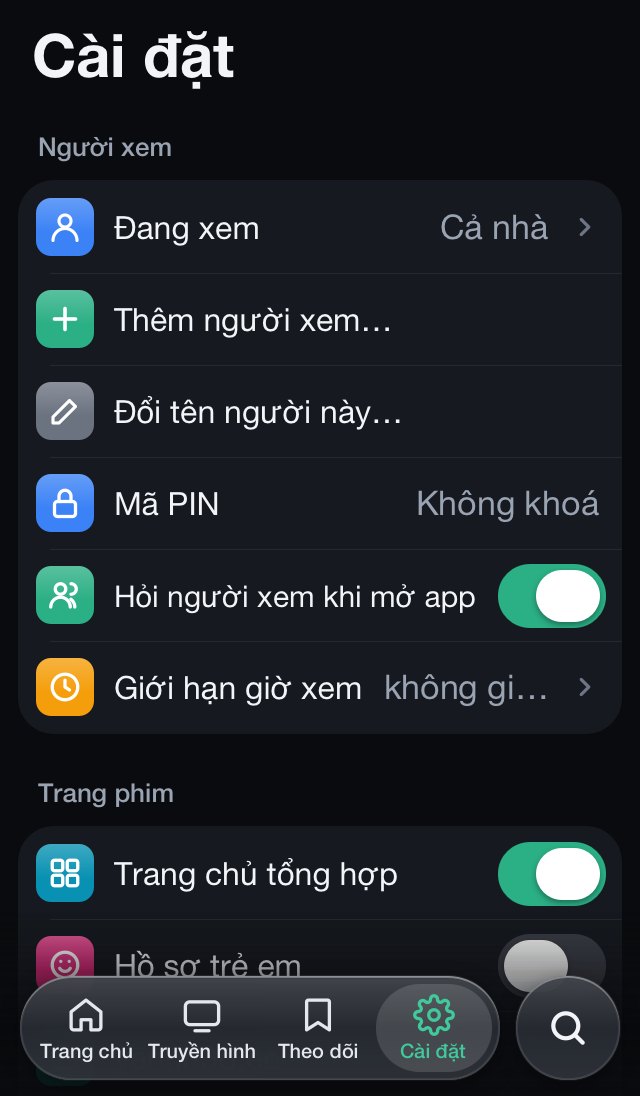 Cài đặt
Người xem
Đang xem Cả nhà
Thêm người xem...
Đổi tên người này...
Mã PIN Không khoá
Hỏi người xem khi mở app
Giới hạn giờ xem không gi...
Trang phim
Trang chủ tổng hợp
Hồ sơ trẻ em
Trang chủ Truyền hình Theo dõi Cài đặt